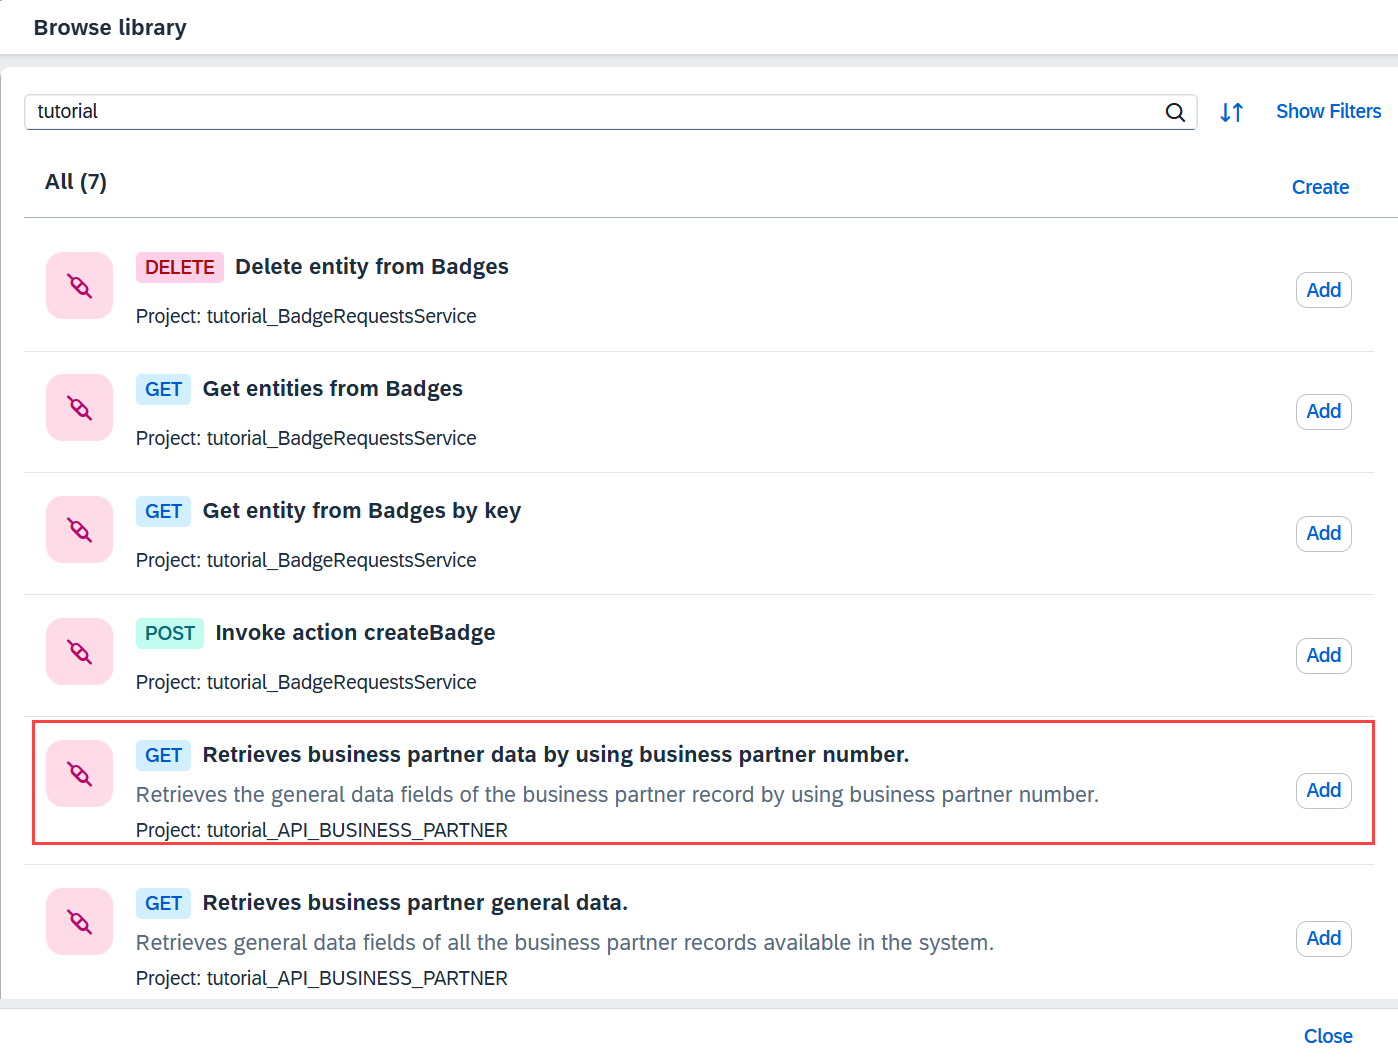 Browse library
tutorial
Show Filters
All (7)
Create
DELETE Delete entity from Badges
Project: tutorial_BadgeRequestsService
Add
GET Get entities from Badges
Project: tutorial_BadgeRequestsService
Add
GET Get entity from Badges by key
Project: tutorial_BadgeRequestsService
Add
POST Invoke action createBadge
Project: tutorial_BadgeRequestsService
Add
GET Retrieves business partner data by using business partner number.
Retrieves the general data fields of the business partner record by using business partner number.
Project: tutorial_API_BUSINESS_PARTNER
Add
GET Retrieves business partner general data.
Retrieves general data fields of all the business partner records available in the system.
Project: tutorial_API_BUSINESS_PARTNER
Add
Close